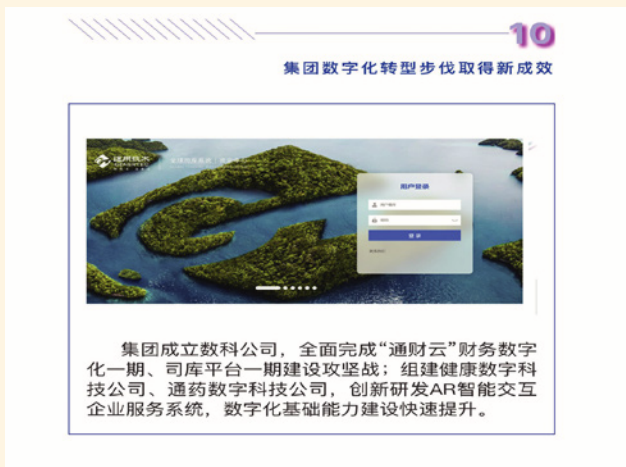 10
集团数字化转型步伐取得新成效
用户登录
登录
集团成立数科公司，全面完成“通财云”财务数字
化一期、司库平台一期建设攻坚战；组建健康数字科
技公司、通药数字科技公司，创新研发AR智能交互
企业服务系统，数字化基础能力建设快速提升。